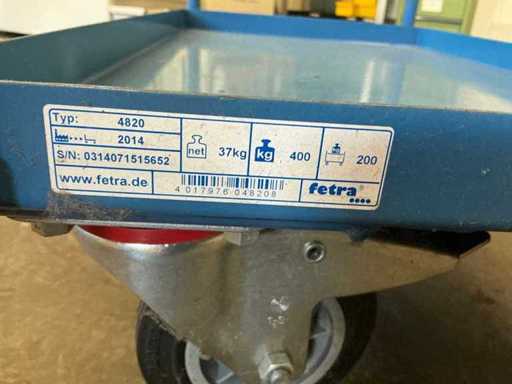 Typ: 4820
2014
S/N: 0314071515652
www.fetra.de
net 37kg
kg 400
200
4 017976 048208
fetra